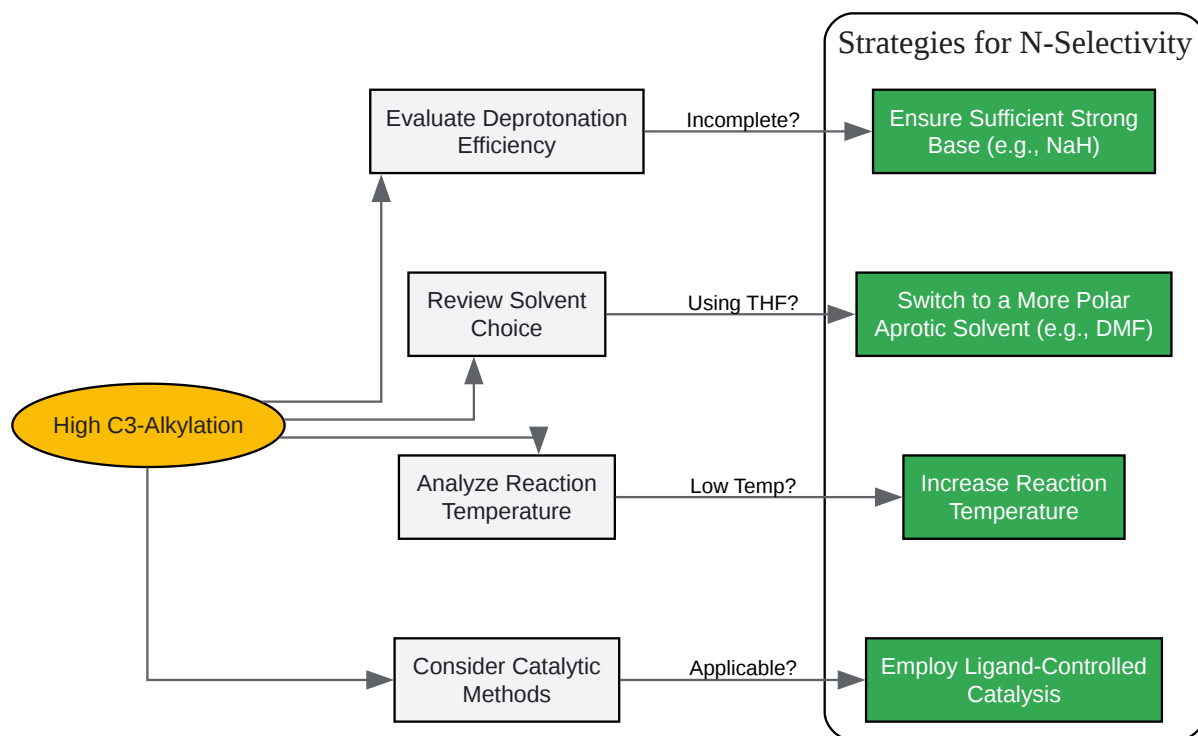 Strategies for N-Selectivity
Evaluate Deprotonation
Efficiency
Incomplete?
Ensure Sufficient Strong
Base (e.g., NaH)
Review Solvent
Choice
Using THF?
Switch to a More Polar
Aprotic Solvent (e.g., DMF)
High C3-Alkylation
Analyze Reaction
Temperature
Low Temp?
Increase Reaction
Temperature
Consider Catalytic
Methods
Applicable?
Employ Ligand-Controlled
Catalysis